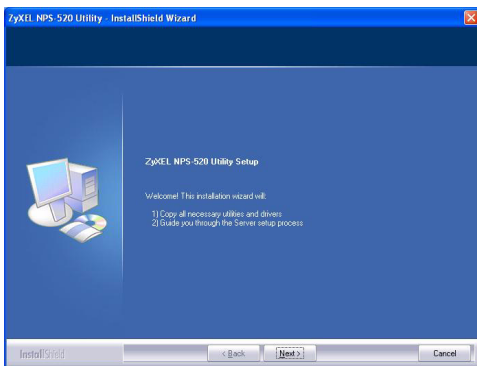 ZyXEL NPS-520 Utility - InstallShield Wizard
ZyXEL NPS-520 Utility Setup
Welcome! This installation wizard will:
1) Copy all necessary utilities and drivers
2) Guide you through the Server setup process
InstallShield
< Back
Next >
Cancel